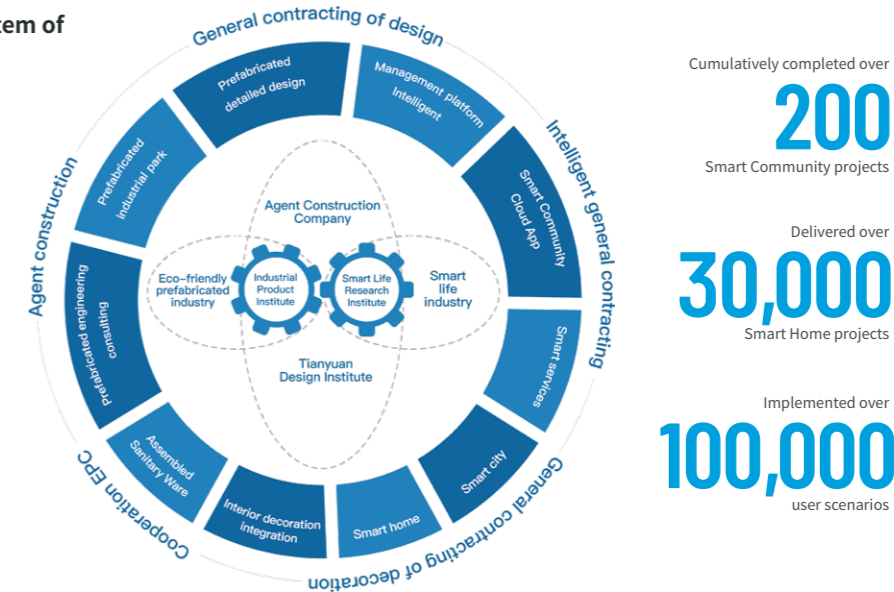 tem of
General contracting of design
Intelligent general contracting
General contracting of decoration
Cooperation EPC
Agent construction
Prefabricated
detailed design
Management platform
Intelligent
Smart Community
Cloud App
Smart services
Smart city
Smart home
Interior decoration
integration
Assembled
Sanitary Ware
Prefabricated engineering
consulting
Prefabricated
industrial park
Agent Construction
Company
Eco-friendly
prefabricated
industry
Industrial
Product
Institute
Smart Life
Research
Institute
Smart
life
industry
Tianyuan
Design Institute
Cumulatively completed over
200
Smart Community projects
Delivered over
30,000
Smart Home projects
Implemented over
100,000
user scenarios